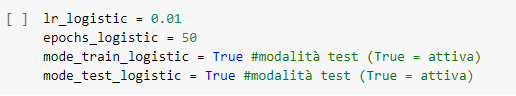 [ ] lr_logistic = 0.01
epochs_logistic = 50
mode_train_logistic = True #modalità test (True = attiva)
mode_test_logistic = True #modalità test (True = attiva)